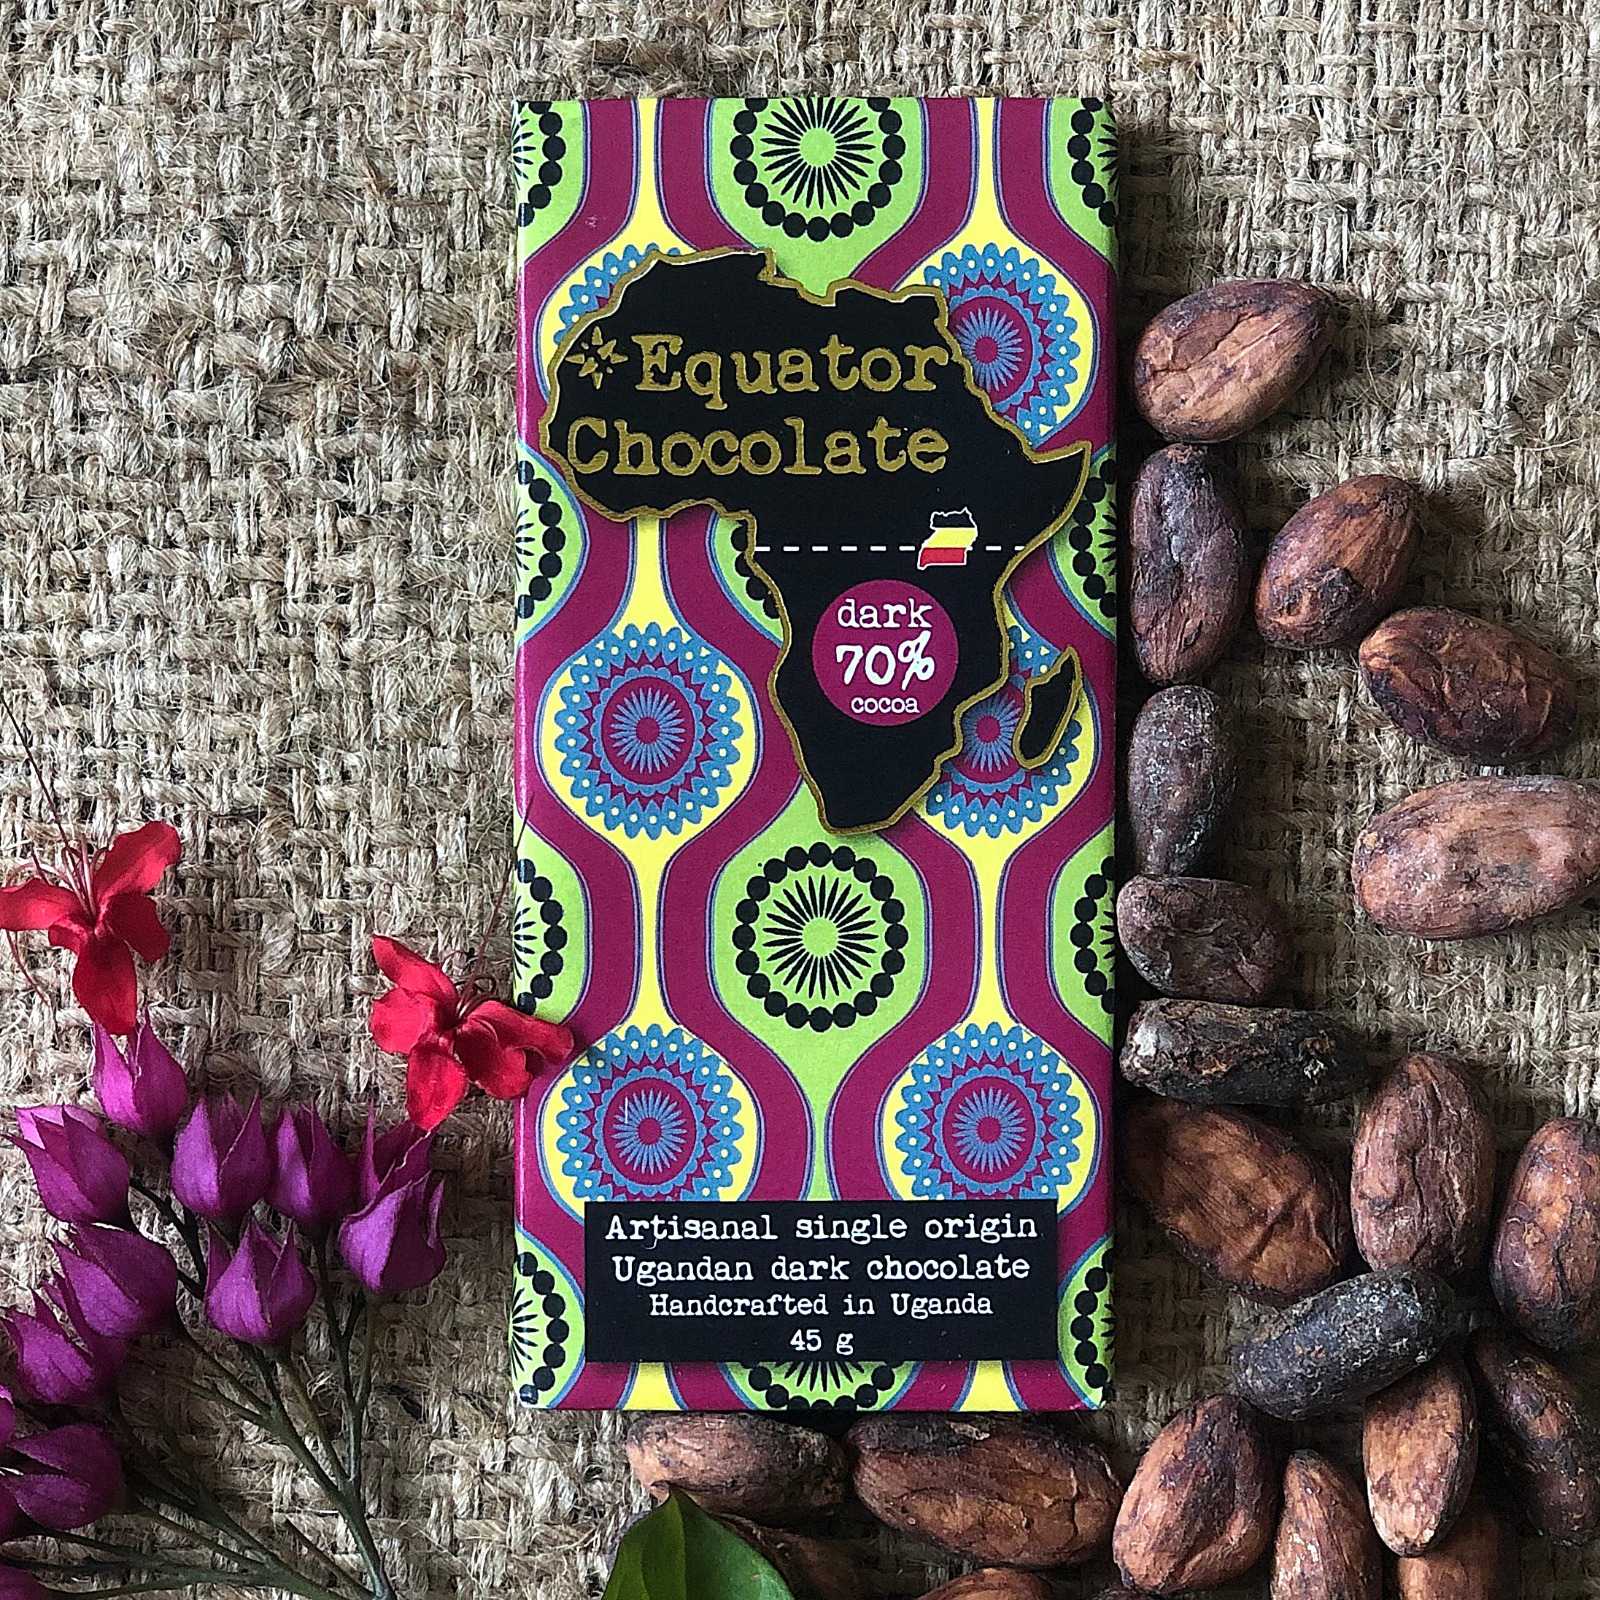 Equator
Chocolate
dark
70%
cocoa
Artisanal single origin
Ugandan dark chocolate
Handcrafted in Uganda
45 g